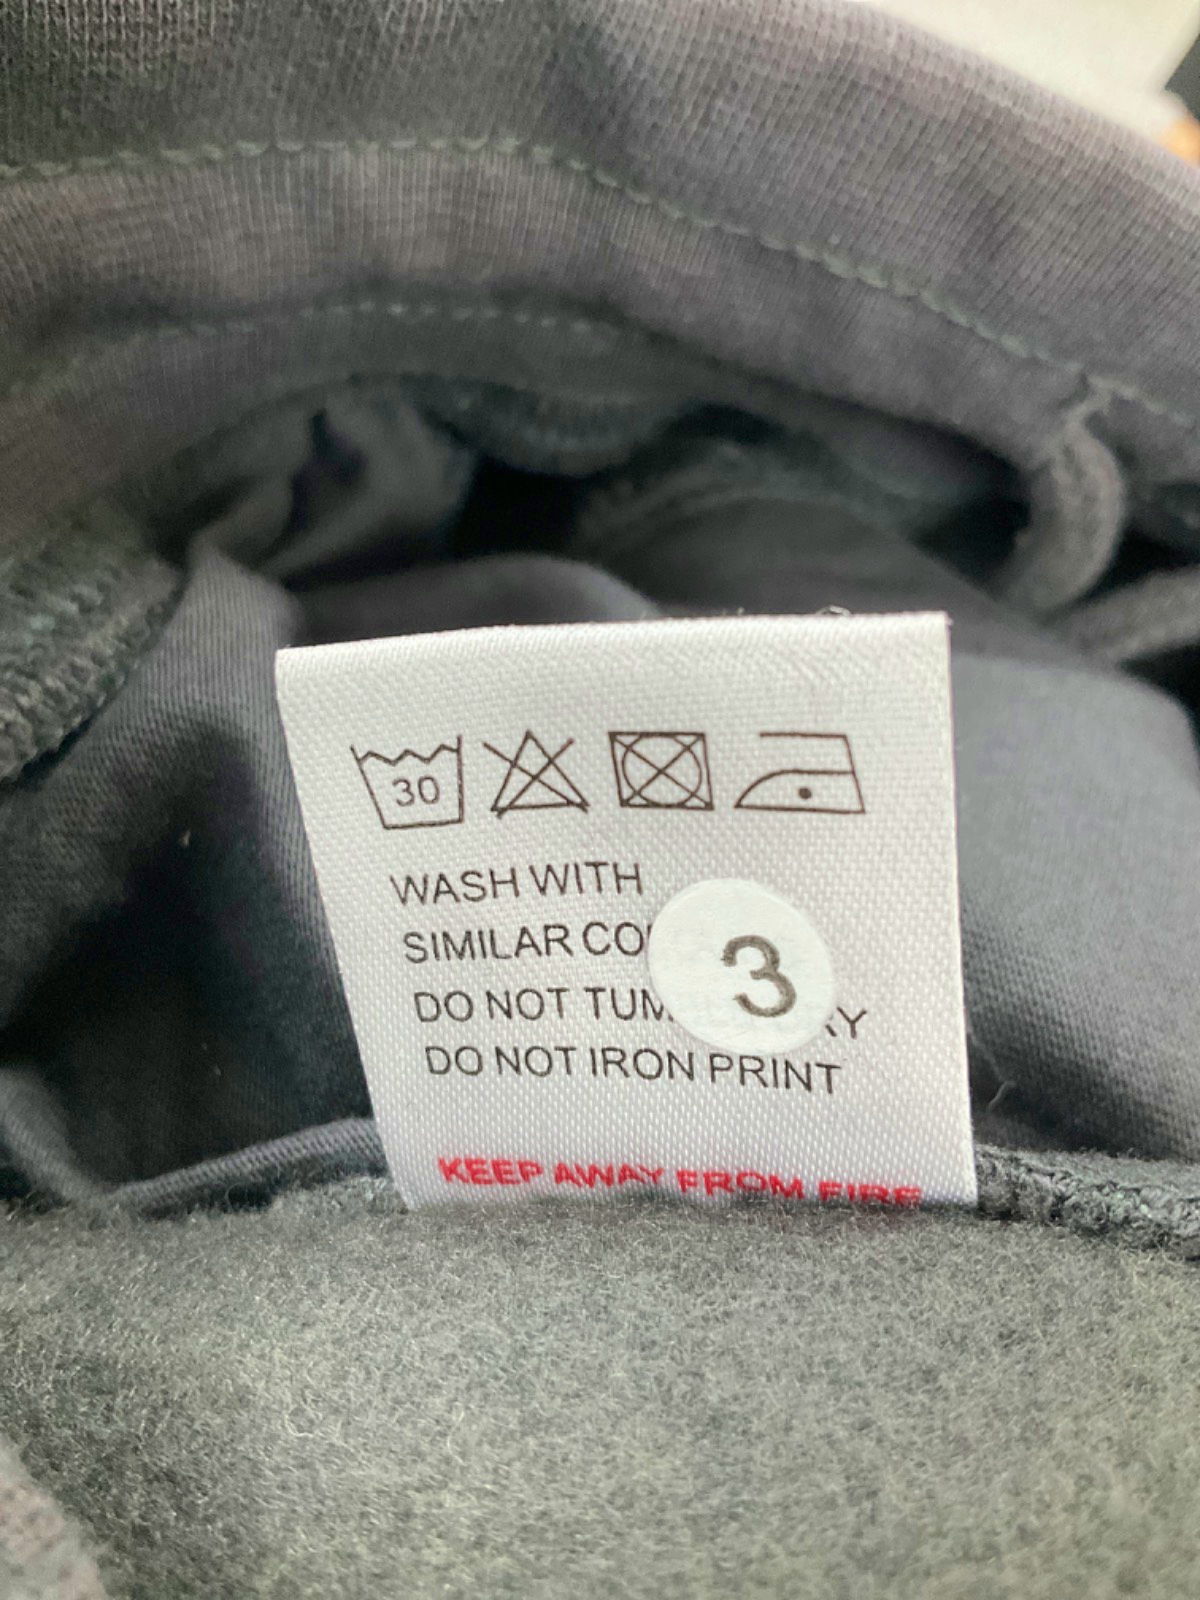 30
WASH WITH
SIMILAR CO
3
DO NOT TUM
DO NOT IRON PRINT
KEEP AWAY FROM FIRE